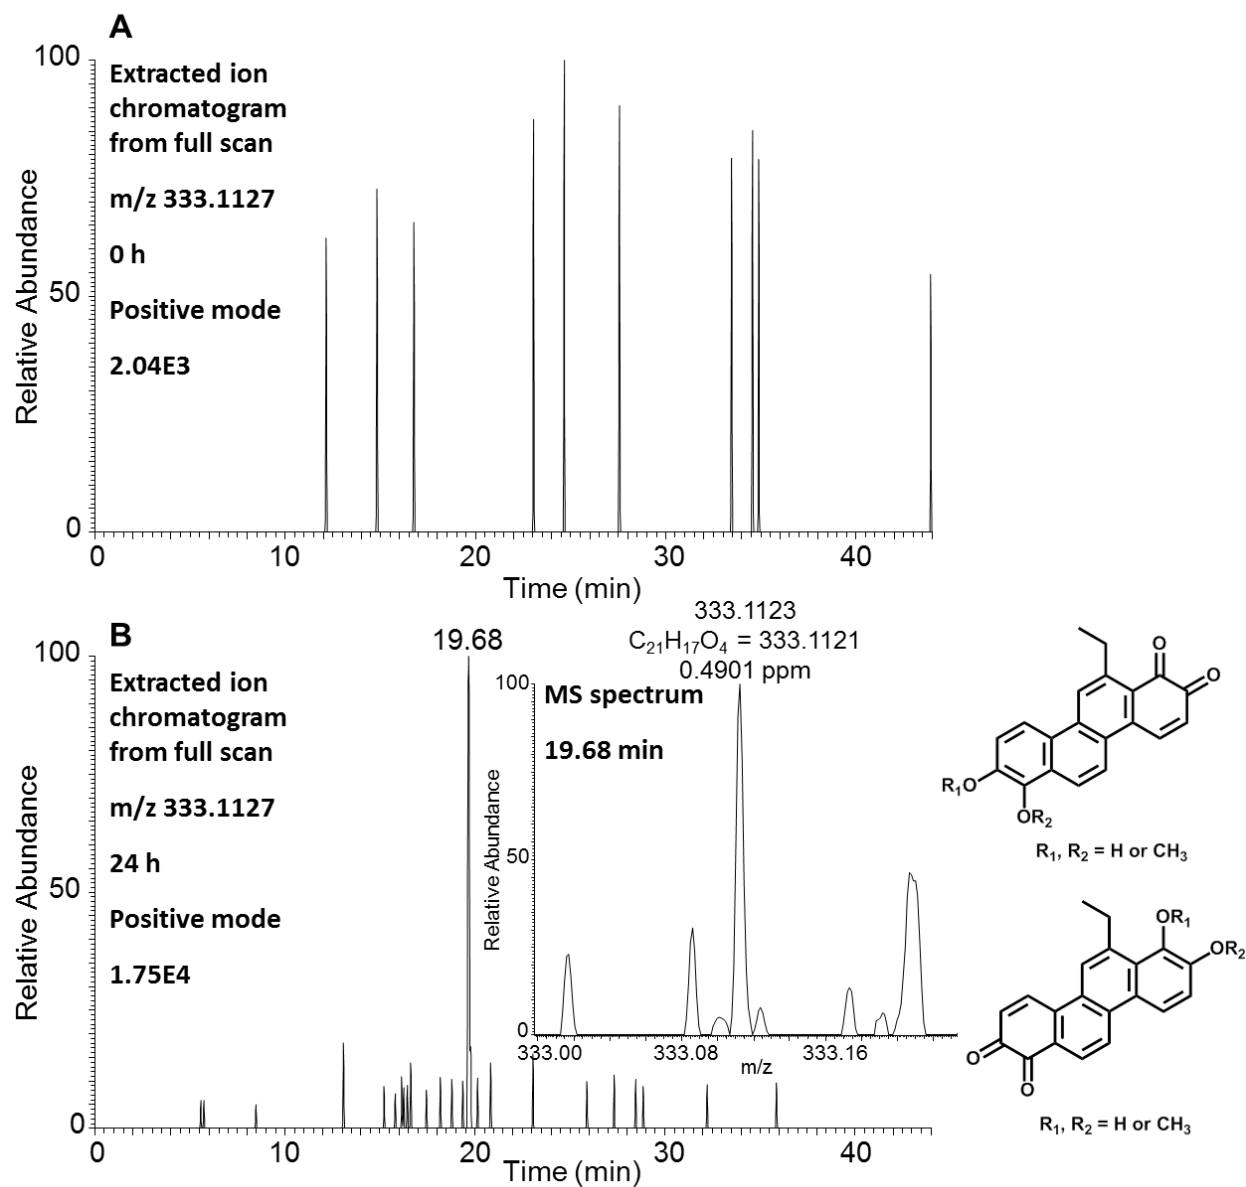 A
100
50
0
Relative Abundance
Extracted ion
chromatogram
from full scan
m/z 333.1127
0 h
Positive mode
2.04E3
0 10 20 30 40
Time (min)
B
100
50
0
Relative Abundance
Extracted ion
chromatogram
from full scan
m/z 333.1127
24 h
Positive mode
1.75E4
19.68
333.1123
C₂₁H₁₇O₄ = 333.1121
0.4901 ppm
100
50
0
Relative Abundance
MS spectrum
19.68 min
333.00 333.08 333.16
m/z
0 10 20 30 40
Time (min)
O
O
R₁O
OR₂
R₁, R₂ = H or CH₃
OR₁
OR₂
O
O
R₁, R₂ = H or CH₃